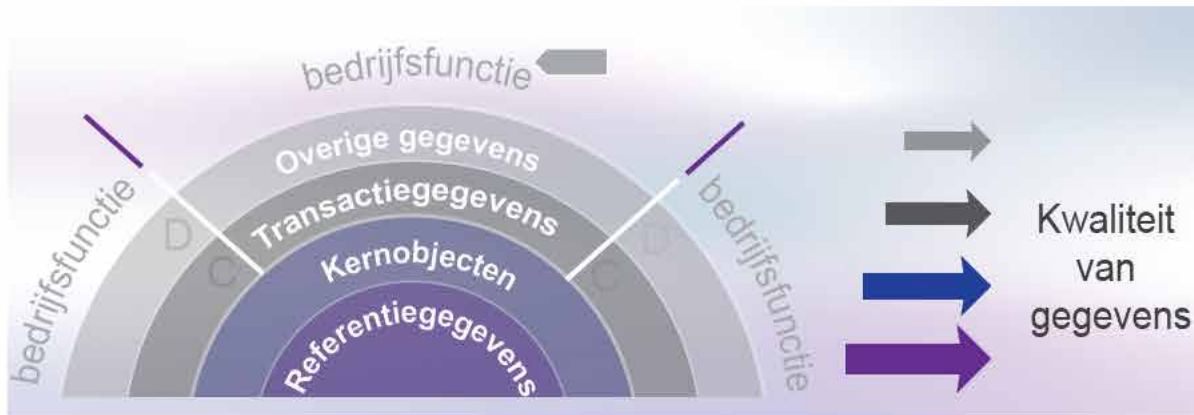 bedrijfsfunctie
bedrijfsfunctie
bedrijfsfunctie
Overige gegevens
Transactiegegevens
Kernobjecten
Referentiegegevens
D
C
D
C
Kwaliteit
van
gegevens